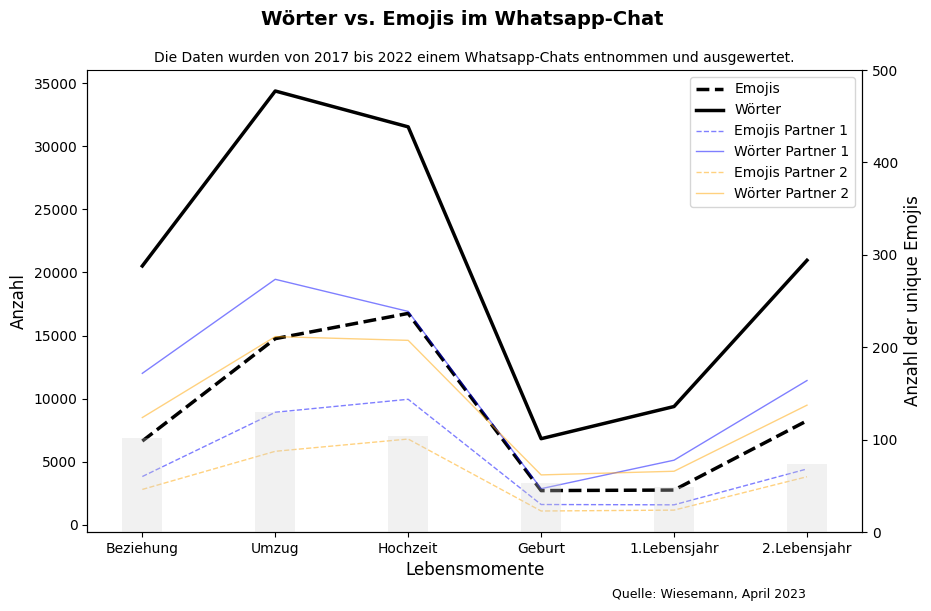 Wörter vs. Emojis im Whatsapp-Chat
Die Daten wurden von 2017 bis 2022 einem Whatsapp-Chats entnommen und ausgewertet.
35000
30000
25000
20000
15000
10000
5000
0
Anzahl
500
400
300
200
100
0
Anzahl der unique Emojis
Emojis
Wörter
Emojis Partner 1
Wörter Partner 1
Emojis Partner 2
Wörter Partner 2
Beziehung Umzug Hochzeit Geburt 1.Lebensjahr 2.Lebensjahr
Lebensmomente
Quelle: Wiesemann, April 2023